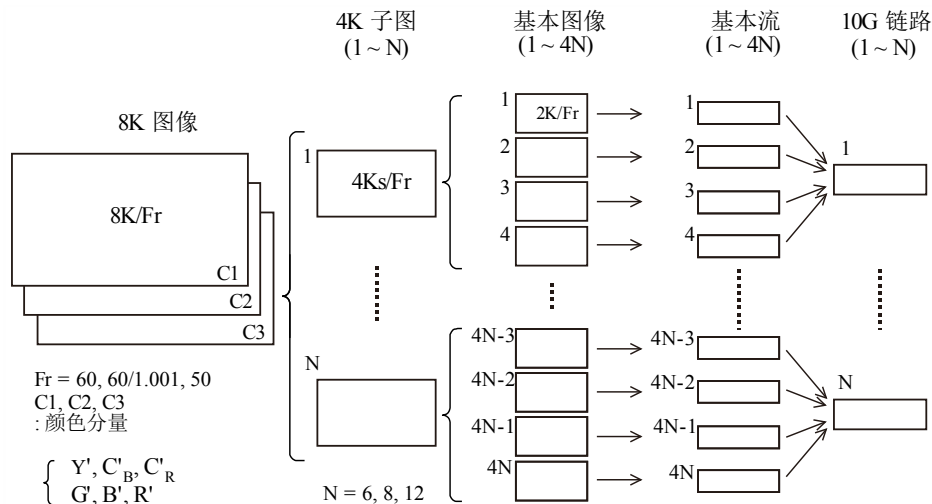 4K 子图
(1 ~ N)
基本图像
(1 ~ 4N)
基本流
(1 ~ 4N)
10G 链路
(1 ~ N)
8K 图像
8K/Fr
C1
C2
C3
1
4Ks/Fr
N
1
2K/Fr
2
3
4
4N-3
4N-2
4N-1
4N
1
2
3
4
4N-3
4N-2
4N-1
4N
1
N
Fr = 60, 60/1.001, 50
C1, C2, C3
: 颜色分量
Y', C'B, C'R
G', B', R'
N = 6, 8, 12